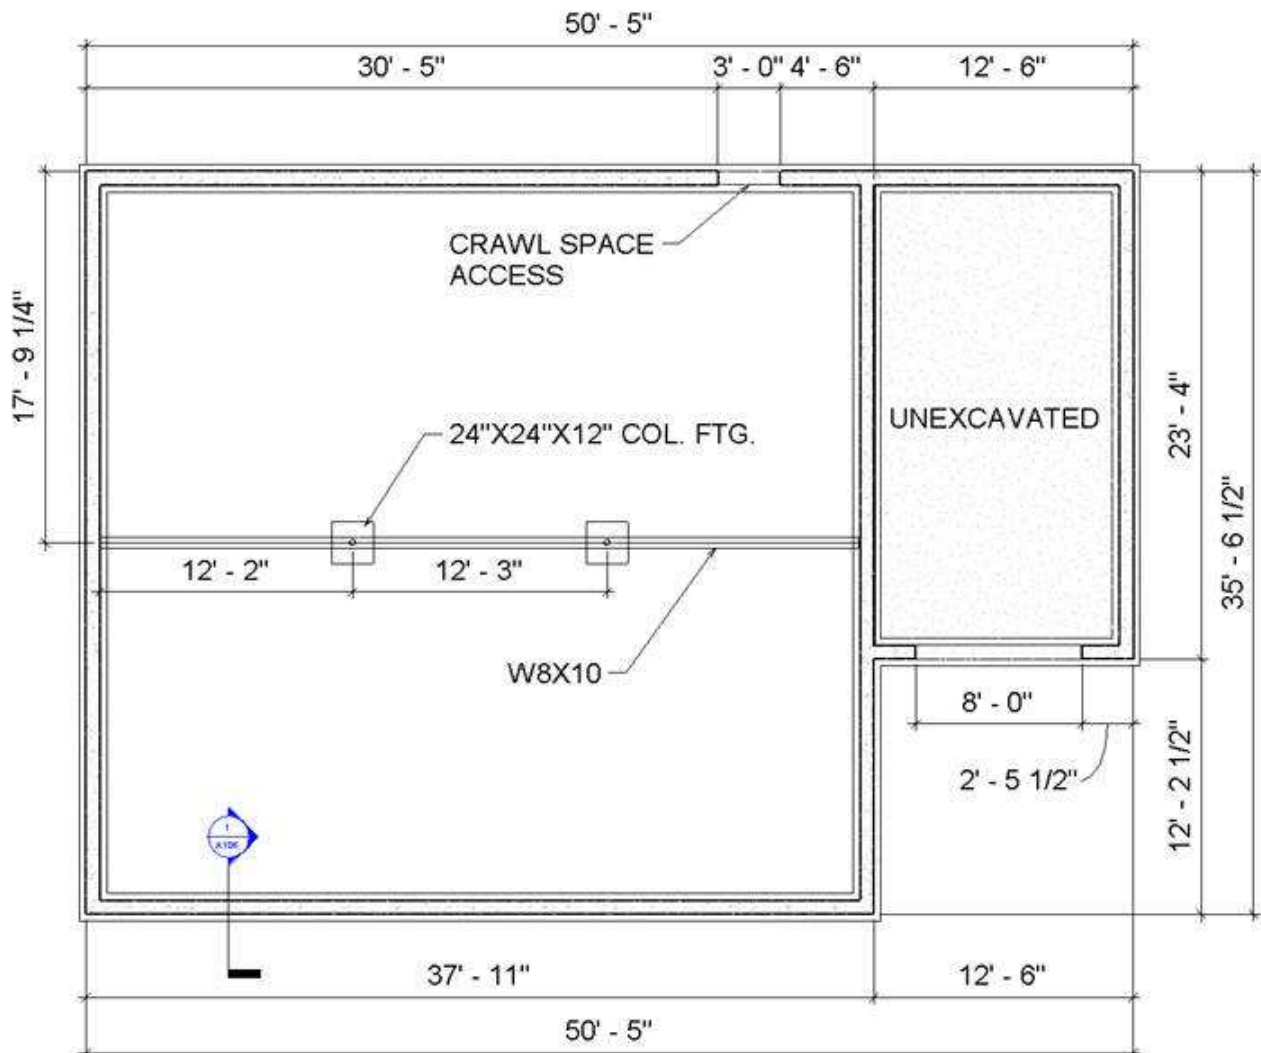 50' - 5"
30' - 5"
3' - 0"
4' - 6"
12' - 6"
CRAWL SPACE
ACCESS
17' - 9 1/4"
24"X24"X12" COL. FTG.
UNEXCAVATED
23' - 4"
35' - 6 1/2"
12' - 2"
12' - 3"
W8X10
8' - 0"
2' - 5 1/2"
12' - 2 1/2"
1
A106
37' - 11"
12' - 6"
50' - 5"